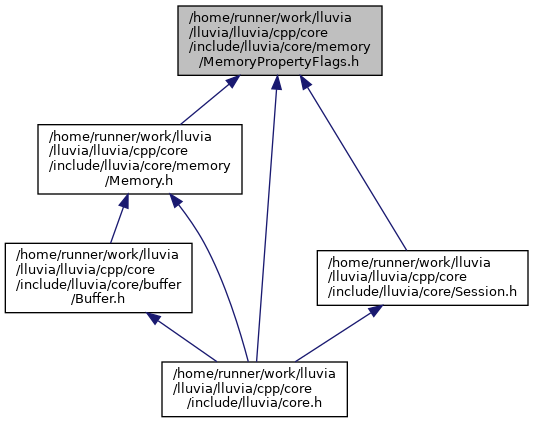 /home/runner/work/lluvia
/lluvia/lluvia/cpp/core
/include/lluvia/core/memory
/MemoryPropertyFlags.h
/home/runner/work/lluvia
/lluvia/lluvia/cpp/core
/include/lluvia/core/memory
/Memory.h
/home/runner/work/lluvia
/lluvia/lluvia/cpp/core
/include/lluvia/core/buffer
/Buffer.h
/home/runner/work/lluvia
/lluvia/lluvia/cpp/core
/include/lluvia/core/Session.h
/home/runner/work/lluvia
/lluvia/lluvia/cpp/core
/include/lluvia/core.h